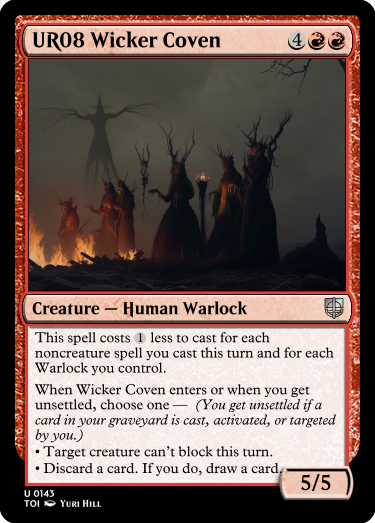 UR08 Wicker Coven
4
Creature — Human Warlock
This spell costs 1 less to cast for each
noncreature spell you cast this turn and for each
Warlock you control.
When Wicker Coven enters or when you get
unsettled, choose one — (You get unsettled if a
card in your graveyard is cast, activated, or targeted
by you.)
• Target creature can't block this turn.
• Discard a card. If you do, draw a card.
5/5
U 0143
TOI Yuri Hill